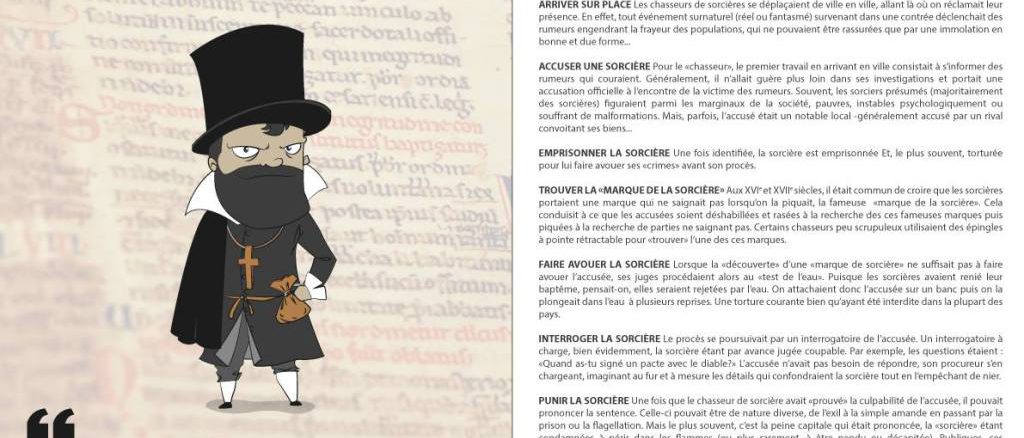 ARRIVER SUR PLACE Les chasseurs de sorcières se déplaçaient de ville en ville, allant là où on réclamait leur
présence. En effet, tout événement surnaturel (réel ou fantasmé) survenant dans une contrée déclenchait des
rumeurs engendrant la frayeur des populations, qui ne pouvaient être rassurées que par une immolation en
bonne et due forme...
ACCUSER UNE SORCIÈRE Pour le «chasseur», le premier travail en arrivant en ville consistait à s'informer des
rumeurs qui couraient. Généralement, il n'allait guère plus loin dans ses investigations et portait une
accusation officielle à l'encontre de la victime des rumeurs. Souvent, les sorciers présumés (majoritairement
des sorcières) figuraient parmi les marginaux de la société, pauvres, instables psychologiquement ou
souffrant de malformations. Mais, parfois, l'accusé était un notable local -généralement accusé par un rival
convoitant ses biens...
EMPRISONNER LA SORCIÈRE Une fois identifiée, la sorcière est emprisonnée Et, le plus souvent, torturée
pour lui faire avouer ses «crimes» avant son procès.
TROUVER LA «MARQUE DE LA SORCIÈRE» Aux XVIe et XVIIe siècles, il était commun de croire que les sorcières
portaient une marque qui ne saignait pas lorsqu'on la piquait, la fameuse «marque de la sorcière». Cela
conduisit à ce que les accusées soient déshabillées et rasées à la recherche des ces fameuses marques puis
piquées à la recherche de parties ne saignant pas. Certains chasseurs peu scrupuleux utilisaient des épingles
à pointe rétractable pour «trouver» l'une des ces marques.
FAIRE AVOUER LA SORCIÈRE Lorsque la «découverte» d'une «marque de sorcière» ne suffisait pas à faire
avouer l'accusée, ses juges procédaient alors au «test de l'eau». Puisque les sorcières avaient renié leur
baptême, pensait-on, elles seraient rejetées par l'eau. On attachaient donc l'accusée sur un banc puis on la
plongeait dans l'eau à plusieurs reprises. Une torture courante bien qu'ayant été interdite dans la plupart des
pays.
INTERROGER LA SORCIÈRE Le procès se poursuivait par un interrogatoire de l'accusée. Un interrogatoire à
charge, bien évidemment, la sorcière étant par avance jugée coupable. Par exemple, les questions étaient :
«Quand as-tu signé un pacte avec le diable?» L'accusée n'avait pas besoin de répondre, son procureur s'en
chargeant, imaginant au fur et à mesure les détails qui confondraient la sorcière tout en l'empêchant de nier.
PUNIR LA SORCIÈRE Une fois que le chasseur de sorcière avait «prouvé» la culpabilité de l'accusée, il pouvait
prononcer la sentence. Celle-ci pouvait être de nature diverse, de l'exil à la simple amande en passant par la
prison ou la flagellation. Mais le plus souvent, c'est la peine capitale qui était prononcée, la «sorcière» étant